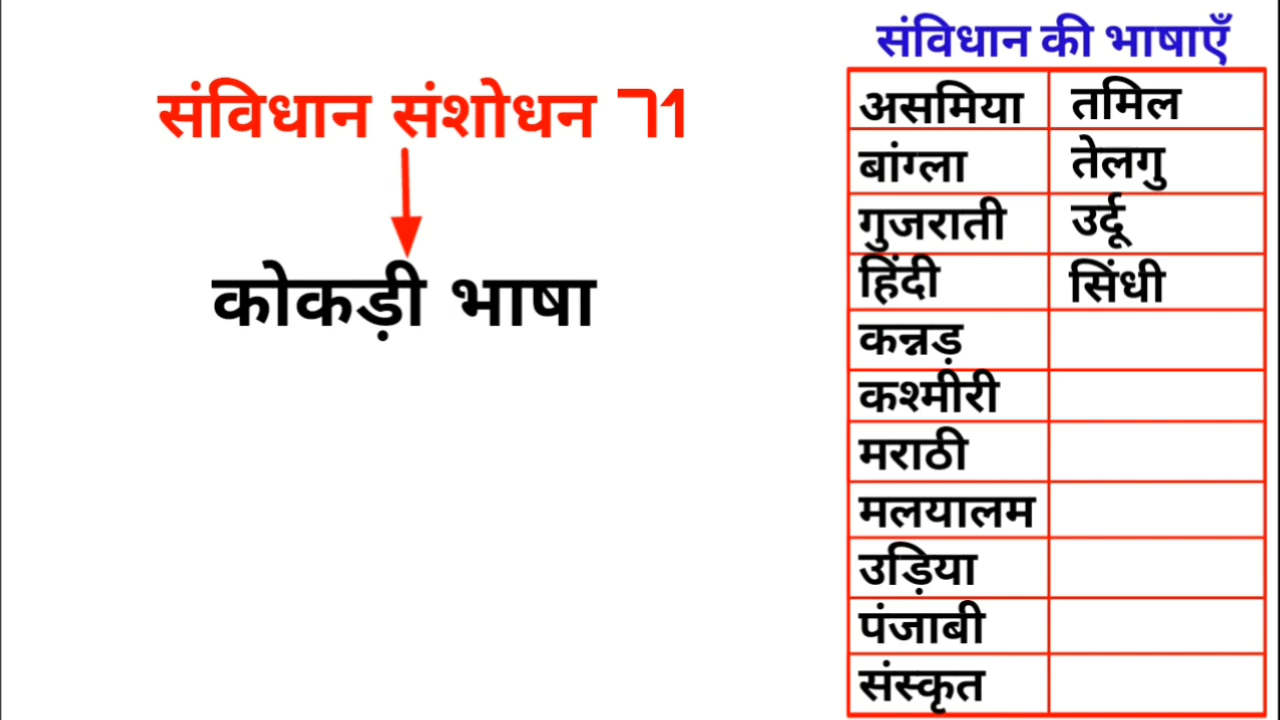 संविधान संशोधन 71
कोकड़ी भाषा
संविधान की भाषाएँ
असमिया तमिल
बांग्ला तेलगु
गुजराती उर्दू
हिंदी सिंधी
कन्नड़
कश्मीरी
मराठी
मलयालम
उड़िया
पंजाबी
संस्कृत